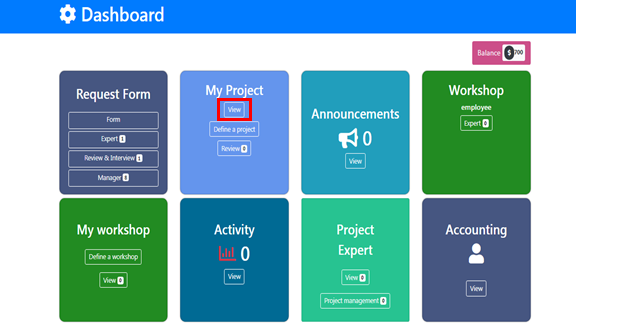 Dashboard
Balance $ 700
Request Form
Form
Expert 1
Review & Interview 1
Manager 8
My Project
View
Define a project
Review 0
Announcements
0
View
Workshop
employee
Expert 0
My workshop
Define a workshop
View 0
Activity
0
View
Project
Expert
View 0
Project management 0
Accounting
View